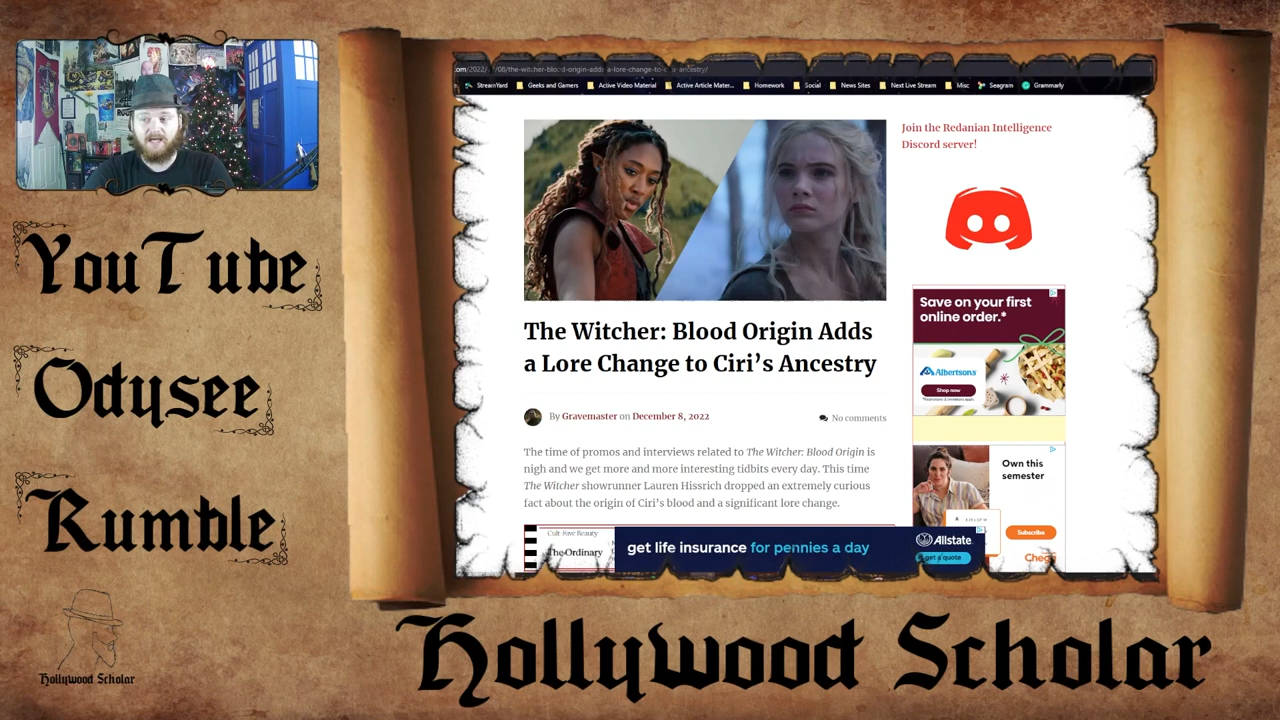 YouTube
Odysee
Rumble
Hollywood Scholar
StreamYard
Geeks and Gamers
Active Video Material
Active Article Mater...
Homework
Social
News Sites
Next Live Stream
Misc
Seagram
Grammarly
The Witcher: Blood Origin Adds
a Lore Change to Ciri’s Ancestry
By Gravemaster on December 8, 2022
No comments
The time of promos and interviews related to The Witcher: Blood Origin is
nigh and we get more and more interesting tidbits every day. This time
The Witcher showrunner Lauren Hissrich dropped an extremely curious
fact about the origin of Ciri’s blood and a significant lore change.
Join the Redanian Intelligence
Discord server!
Save on your first
online order.*
Albertsons
Shop now
Own this
semester
Subscribe
The Ordinary
get life insurance for pennies a day
Allstate
get a quote
Hollywood Scholar